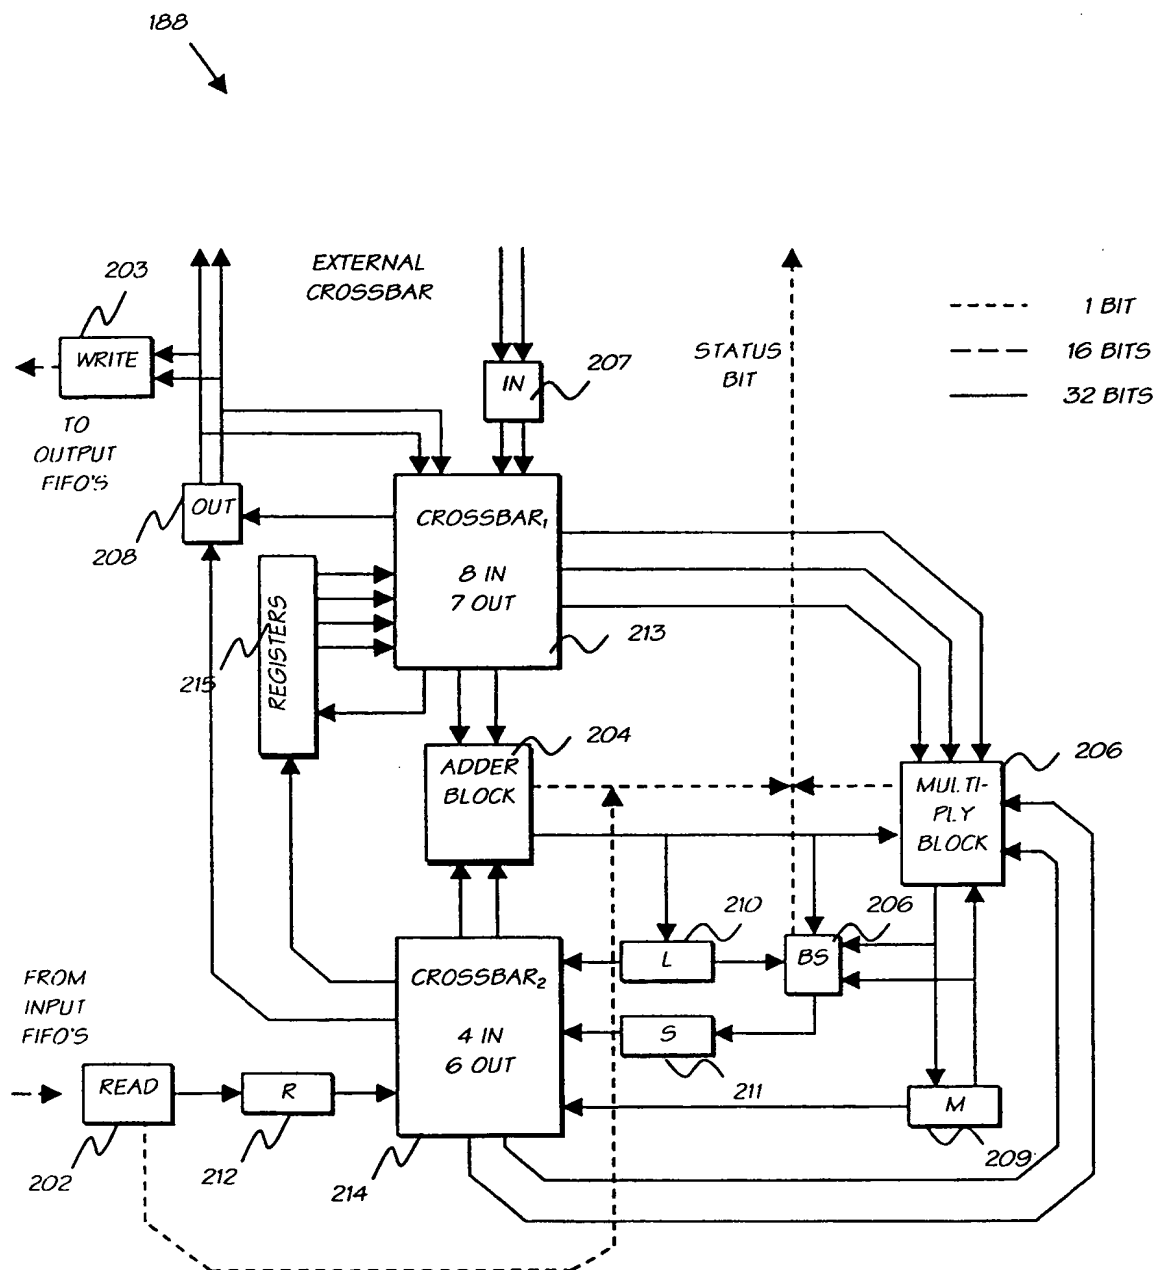 188
203
EXTERNAL
CROSSBAR
1 BIT
WRITE
STATUS
BIT
16 BITS
IN
207
32 BITS
TO
OUTPUT
FIFO'S
OUT
208
CROSSBAR₁
8 IN
7 OUT
REGISTERS
213
215
204
206
ADDER
BLOCK
MULTI-
PLY
BLOCK
210
206
FROM
INPUT
FIFO'S
CROSSBAR₂
4 IN
6 OUT
L
BS
S
READ
R
211
M
202
212
214
209